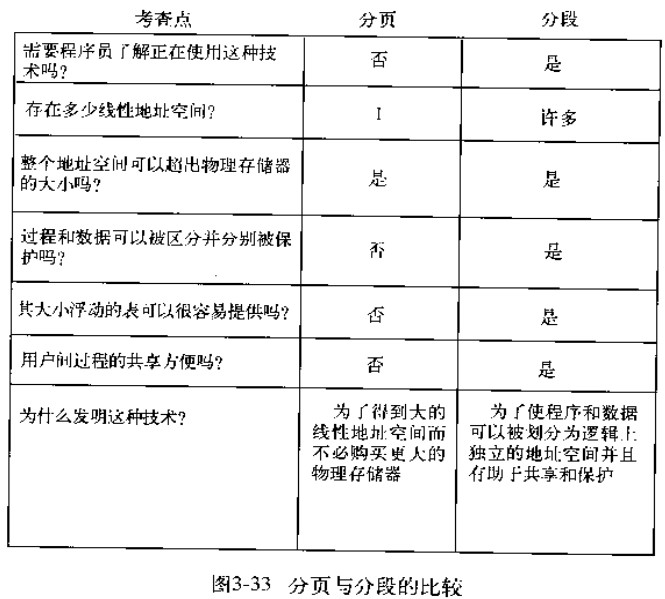 考查点 分页 分段
需要程序员了解正在使用这种技
术吗? 否 是
存在多少线性地址空间? 1 许多
整个地址空间可以超出物理存储器
的大小吗? 是 是
过程和数据可以被区分并分别被保
护吗? 否 是
其大小浮动的表可以很容易提供吗? 否 是
用户间过程的共享方便吗? 否 是
为什么发明这种技术?
为了得到大的
线性地址空间而
不必购买更大的
物理存储器
为了使程序和数据
可以被划分为逻辑上
独立的地址空间并且
有助于共享和保护
图3-33 分页与分段的比较